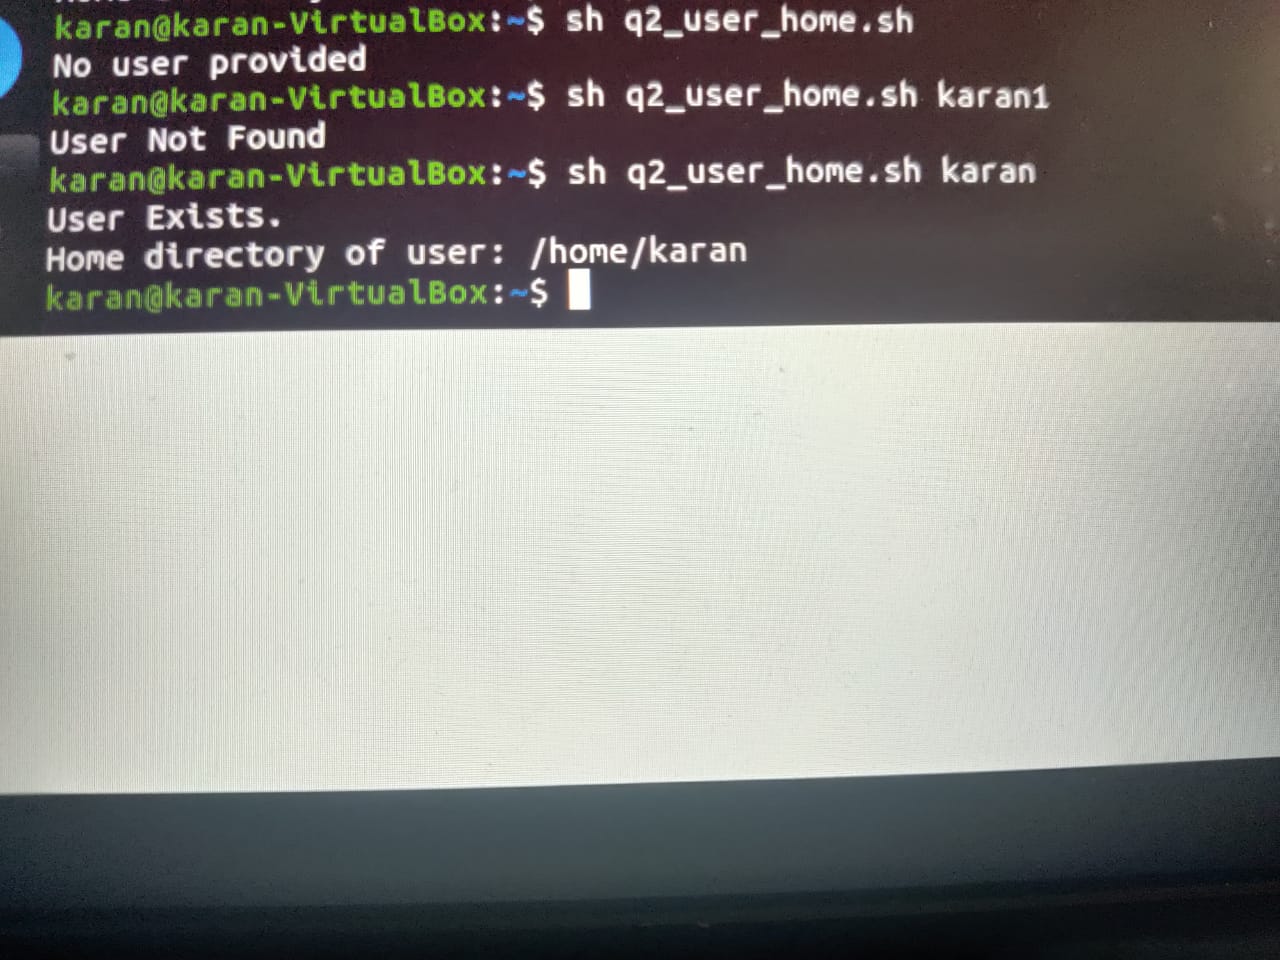 karan@karan-VirtualBox:~$ sh q2_user_home.sh
No user provided
karan@karan-VirtualBox:~$ sh q2_user_home.sh karan1
User Not Found
karan@karan-VirtualBox:~$ sh q2_user_home.sh karan
User Exists.
Home directory of user: /home/karan
karan@karan-VirtualBox:~$